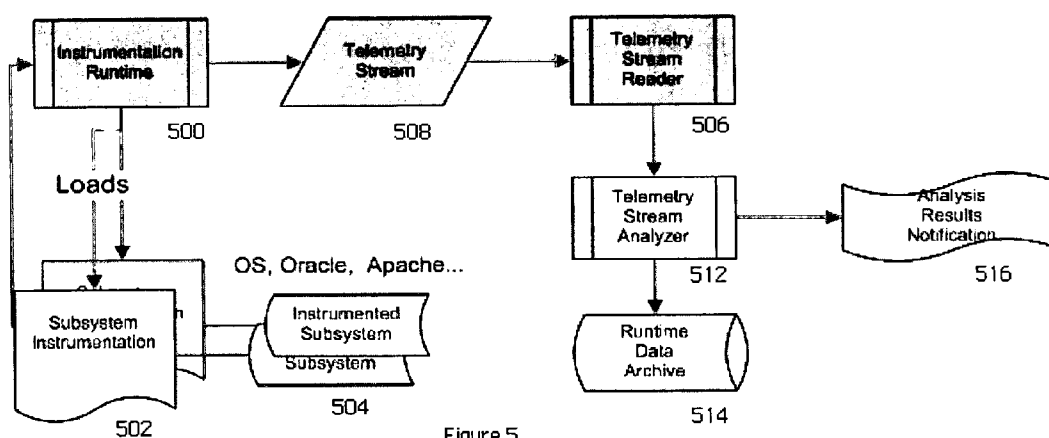 Instrumentation
Runtime
500
Telemetry
Stream
508
Telemetry
Stream
Reader
506
Loads
Telemetry
Stream
Analyzer
512
Analysis
Results
Notification
516
OS, Oracle, Apache...
Subsystem
Instrumentation
502
Instrumented
Subsystem
Subsystem
504
Runtime
Data
Archive
514
Figure 5